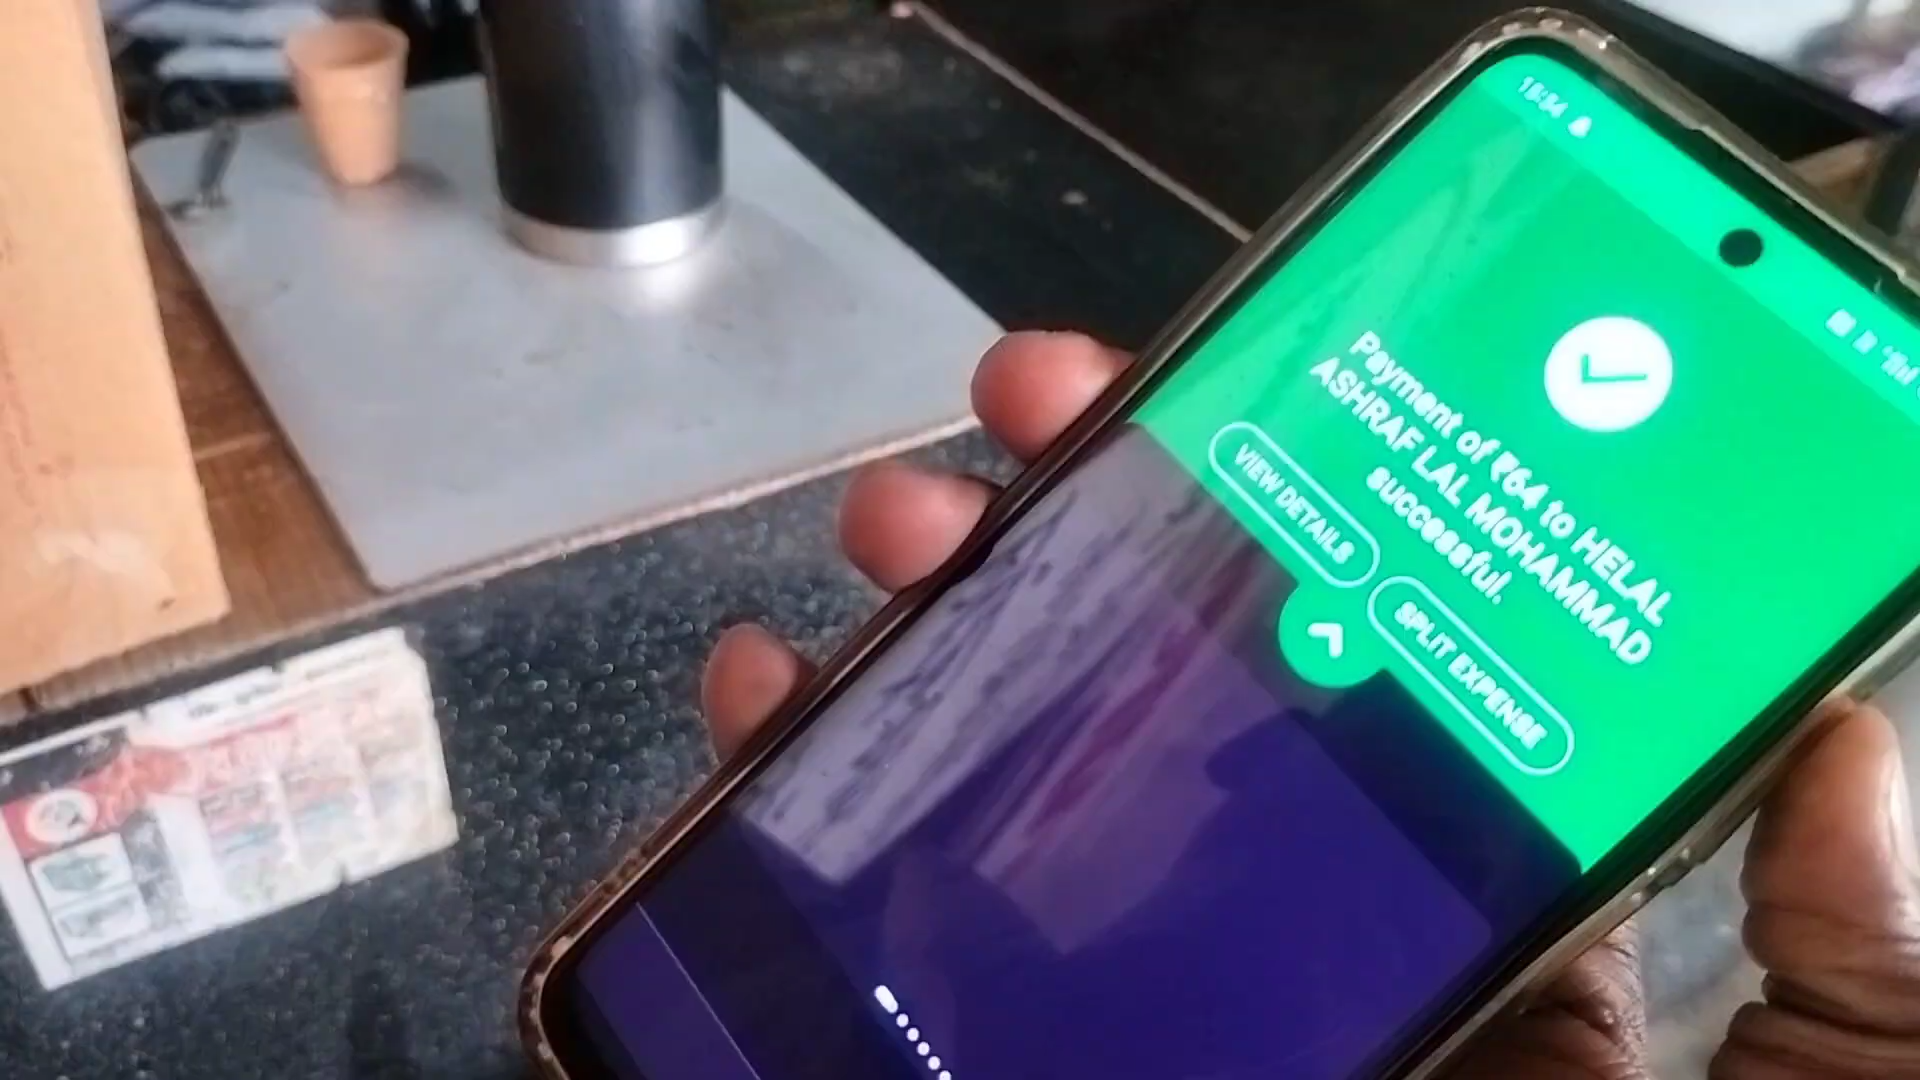 Payment of ₹64 to HELAL
ASHRAF LAL MOHAMMAD
successful.
VIEW DETAILS
SPLIT EXPENSE